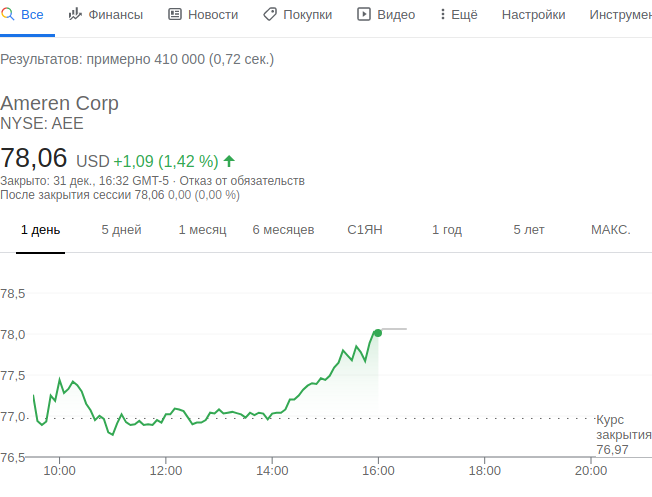 Все Финансы Новости Покупки Видео Ещё Настройки Инструмен
Результатов: примерно 410 000 (0,72 сек.)
Ameren Corp
NYSE: AEE
78,06 USD +1,09 (1,42 %)
Закрыто: 31 дек., 16:32 GMT-5 · Отказ от обязательств
После закрытия сессии 78,06 0,00 (0,00 %)
1 день 5 дней 1 месяц 6 месяцев С1ЯН 1 год 5 лет МАКС.
78,5
78,0
77,5
77,0
Курс
закрытия
76,97
76,5
10:00 12:00 14:00 16:00 18:00 20:00